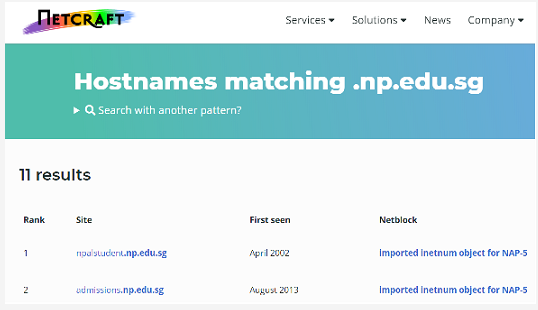 NETCRAFT
Services Solutions News Company
Hostnames matching .np.edu.sg
Search with another pattern?
11 results
Rank Site First seen Netblock
1 npalstudent.np.edu.sg April 2002 imported inetnum object for NAP-5
2 admissions.np.edu.sg August 2013 imported inetnum object for NAP-5